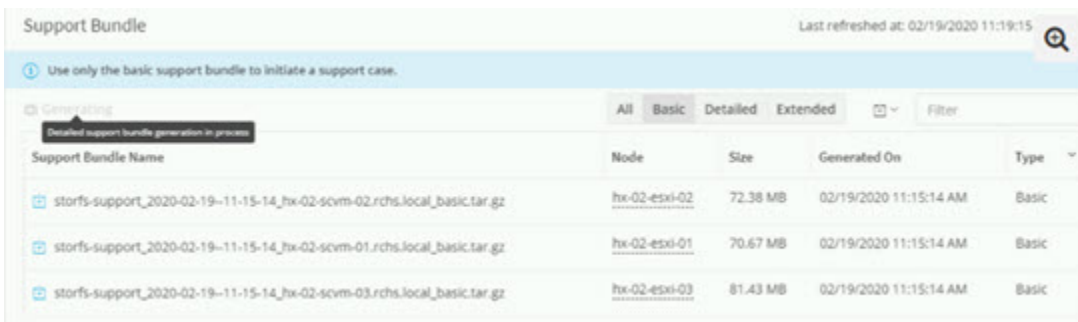 Support Bundle Last refreshed at: 02/19/2020 11:19:15
Use only the basic support bundle to initiate a support case.
Generating All Basic Detailed Extended Filter
Detailed support bundle generation in process
Support Bundle Name Node Size Generated On Type
storfs-support_2020-02-19--11-15-14_hx-02-scvm-02.rchs.local_basic.tar.gz hx-02-esxi-02 72.38 MB 02/19/2020 11:15:14 AM Basic
storfs-support_2020-02-19--11-15-14_hx-02-scvm-01.rchs.local_basic.tar.gz hx-02-esxi-01 70.67 MB 02/19/2020 11:15:14 AM Basic
storfs-support_2020-02-19--11-15-14_hx-02-scvm-03.rchs.local_basic.tar.gz hx-02-esxi-03 81.43 MB 02/19/2020 11:15:14 AM Basic